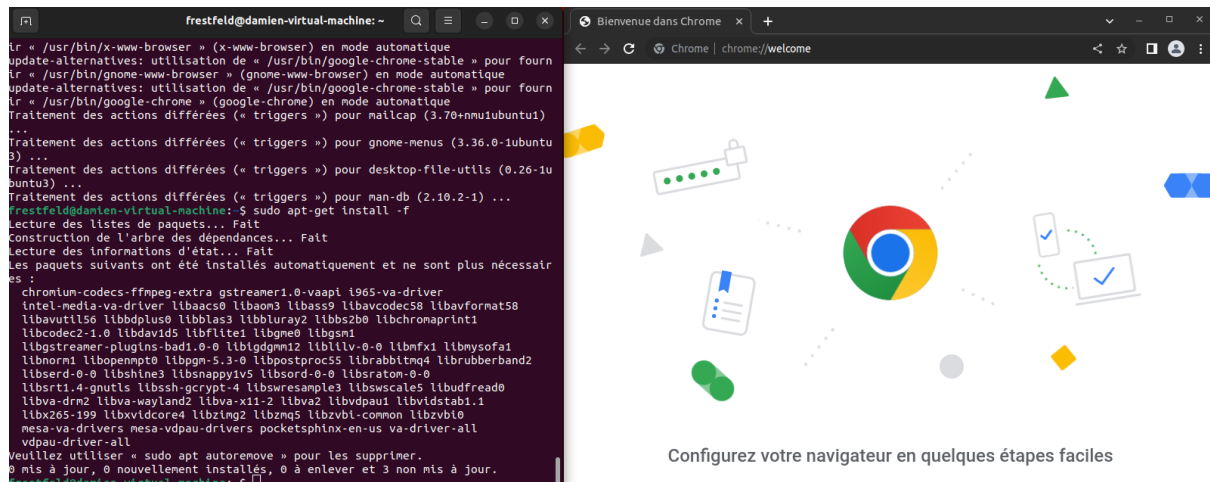 frestfeld@damien-virtual-machine: ~
ir « /usr/bin/x-www-browser » (x-www-browser) en mode automatique
update-alternatives: utilisation de « /usr/bin/google-chrome-stable » pour fourn
ir « /usr/bin/gnome-www-browser » (gnome-www-browser) en mode automatique
update-alternatives: utilisation de « /usr/bin/google-chrome-stable » pour fourn
ir « /usr/bin/google-chrome » (google-chrome) en mode automatique
Traitement des actions différées (« triggers ») pour mailcap (3.70+nmu1ubuntu1)
...
Traitement des actions différées (« triggers ») pour gnome-menus (3.36.0-1ubuntu
3) ...
Traitement des actions différées (« triggers ») pour desktop-file-utils (0.26-1u
buntu3) ...
Traitement des actions différées (« triggers ») pour man-db (2.10.2-1) ...
frestfeld@damien-virtual-machine:~$ sudo apt-get install -f
Lecture des listes de paquets... Fait
Construction de l'arbre des dépendances... Fait
Lecture des informations d'état... Fait
Les paquets suivants ont été installés automatiquement et ne sont plus nécessair
es :
chromium-codecs-ffmpeg-extra gstreamer1.0-vaapi i965-va-driver
intel-media-va-driver libaacs0 libaom3 libass9 libavcodec58 libavformat58
libavutil56 libbdplus0 libblas3 libbluray2 libbs2b0 libchromaprint1
libcodec2-1.0 libdav1d5 libflite1 libgme0 libgsm1
libgstreamer-plugins-bad1.0-0 libigdgmm12 liblilv-0-0 libmfx1 libmysofa1
libnorm1 libopenmpt0 libpgm-5.3-0 libpostproc55 librabbitmq4 librubberband2
libserd-0-0 libshine3 libsnappy1v5 libsord-0-0 libsratom-0-0
libsrt1.4-gnutls libssh-gcrypt-4 libswresample3 libswscale5 libudfread0
libva-drm2 libva-wayland2 libva-x11-2 libva2 libvdpau1 libvidstab1.1
libx265-199 libxvidcore4 libzimg2 libzmq5 libzvbi-common libzvbi0
mesa-va-drivers mesa-vdpau-drivers pocketsphinx-en-us va-driver-all
vdpau-driver-all
Veuillez utiliser « sudo apt autoremove » pour les supprimer.
0 mis à jour, 0 nouvellement installés, 0 à enlever et 3 non mis à jour.
frestfeld@damien-virtual-machine:~$
Bienvenue dans Chrome
Chrome | chrome://welcome
Configurez votre navigateur en quelques étapes faciles